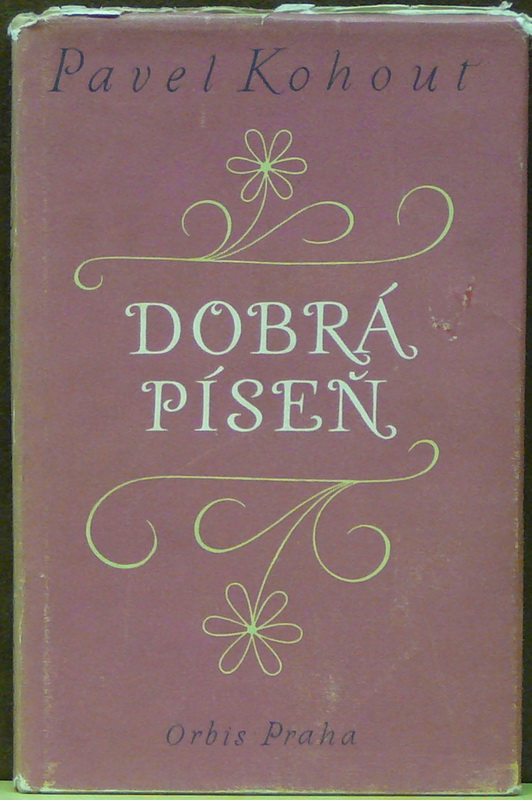 Pavel Kohout
DOBRÁ
PÍSEŇ
Orbis Praha